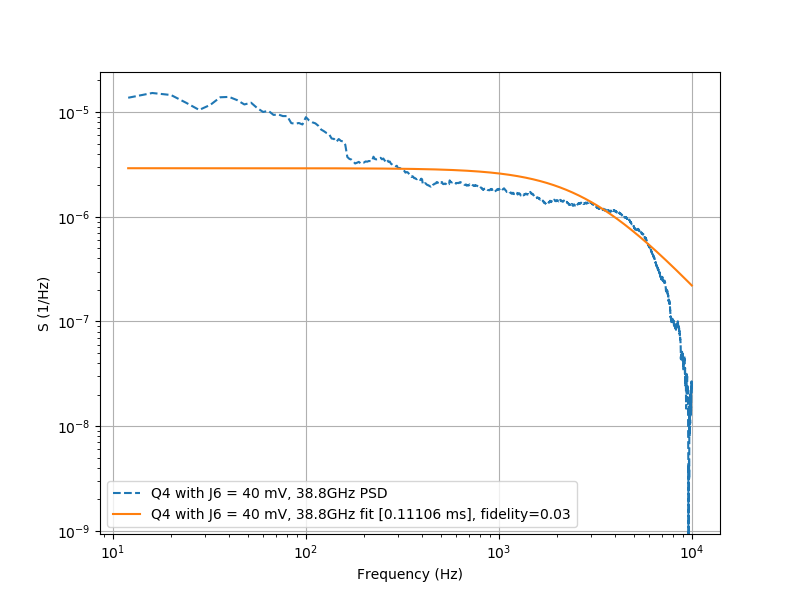 10⁻⁵
10⁻⁶
10⁻⁷
10⁻⁸
10⁻⁹
S (1/Hz)
Q4 with J6 = 40 mV, 38.8GHz PSD
Q4 with J6 = 40 mV, 38.8GHz fit [0.11106 ms], fidelity=0.03
10¹ 10² 10³ 10⁴
Frequency (Hz)